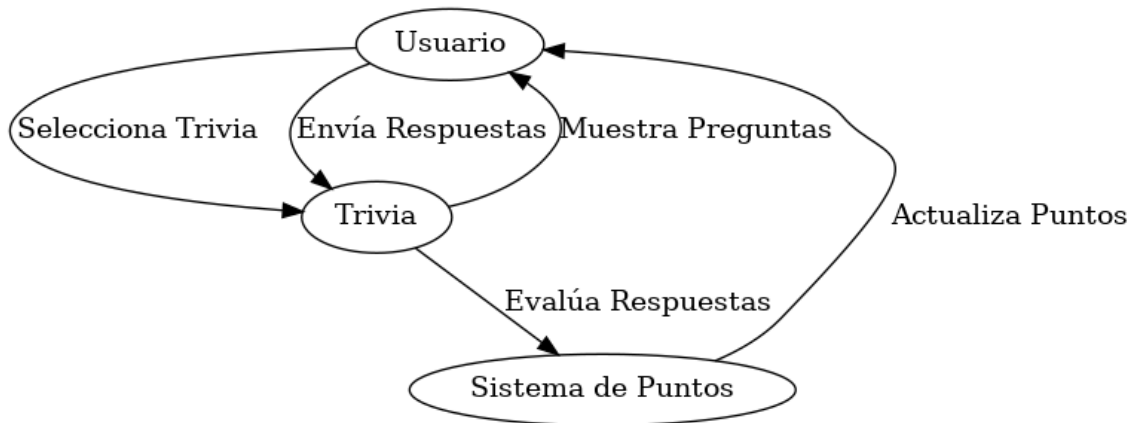 Usuario
Selecciona Trivia
Envía Respuestas
Muestra Preguntas
Trivia
Actualiza Puntos
Evalúa Respuestas
Sistema de Puntos